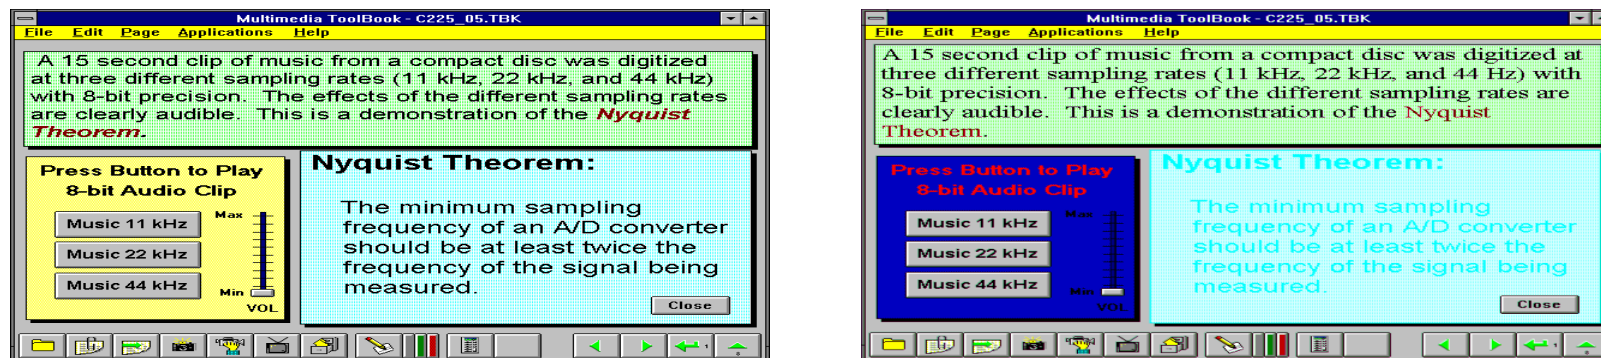 Multimedia ToolBook - C225_05.TBK
File Edit Page Applications Help
A 15 second clip of music from a compact disc was digitized
at three different sampling rates (11 kHz, 22 kHz, and 44 kHz)
with 8-bit precision. The effects of the different sampling rates
are clearly audible. This is a demonstration of the Nyquist
Theorem.
Press Button to Play
8-bit Audio Clip
Music 11 kHz
Music 22 kHz
Music 44 kHz
Max
Min
VOL
Nyquist Theorem:
The minimum sampling
frequency of an A/D converter
should be at least twice the
frequency of the signal being
measured.
Close
Multimedia ToolBook - C225_05.TBK
File Edit Page Applications Help
A 15 second clip of music from a compact disc was digitized at
three different sampling rates (11 kHz, 22 kHz, and 44 Hz) with
8-bit precision. The effects of the different sampling rates are
clearly audible. This is a demonstration of the Nyquist
Theorem.
Press Button to Play
8-bit Audio Clip
Music 11 kHz
Music 22 kHz
Music 44 kHz
Max
Min
VOL
Nyquist Theorem:
The minimum sampling
frequency of an A/D converter
should be at least twice the
frequency of the signal being
measured.
Close